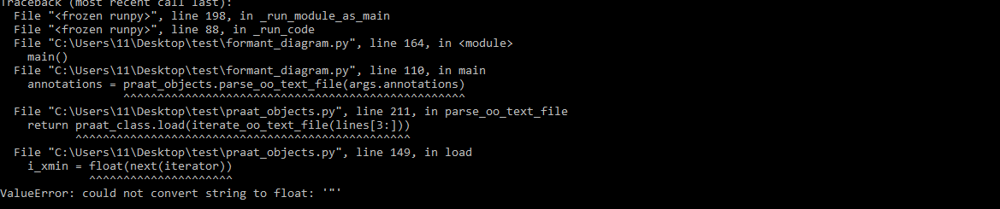 Traceback (most recent call last):
  File "<frozen runpy>", line 198, in _run_module_as_main
  File "<frozen runpy>", line 88, in _run_code
  File "C:\Users\11\Desktop\test\formant_diagram.py", line 164, in <module>
    main()
  File "C:\Users\11\Desktop\test\formant_diagram.py", line 110, in main
    annotations = praat_objects.parse_oo_text_file(args.annotations)
                  ^^^^^^^^^^^^^^^^^^^^^^^^^^^^^^^^^^^^^^^^^^^^^^^^^^
  File "C:\Users\11\Desktop\test\praat_objects.py", line 211, in parse_oo_text_file
    return praat_class.load(iterate_oo_text_file(lines[3:]))
           ^^^^^^^^^^^^^^^^^^^^^^^^^^^^^^^^^^^^^^^^^^^^^^^^^
  File "C:\Users\11\Desktop\test\praat_objects.py", line 149, in load
    i_xmin = float(next(iterator))
             ^^^^^^^^^^^^^^^^^^^^^
ValueError: could not convert string to float: '"'